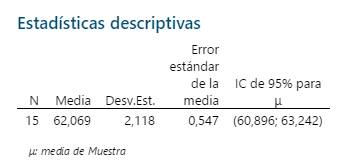 Estadísticas descriptivas
Error
estándar
de la IC de 95% para
N Media Desv.Est. media μ
15 62,069 2,118 0,547 (60,896; 63,242)
μ: media de Muestra